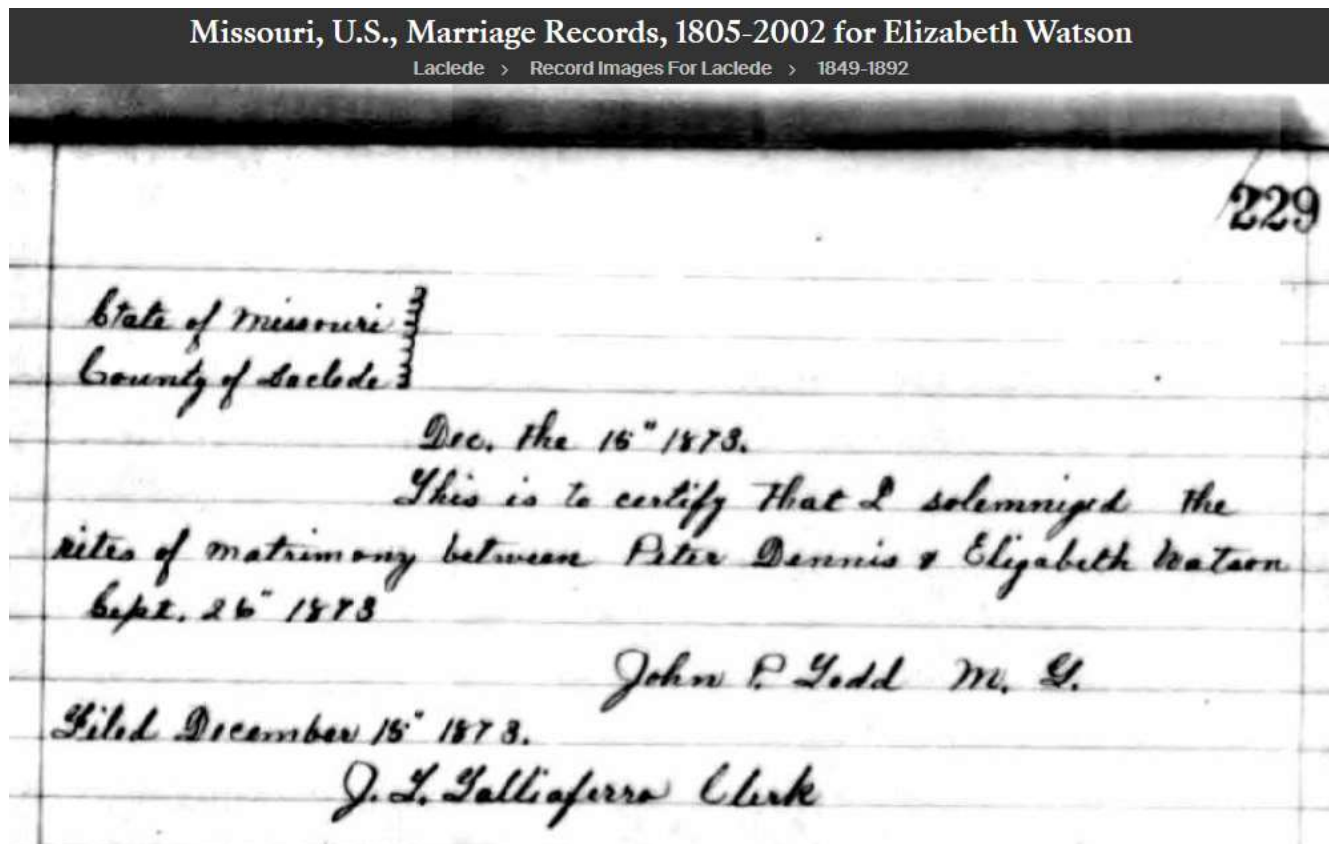 Missouri, U.S., Marriage Records, 1805-2002 for Elizabeth Watson
Laclede > Record Images For Laclede > 1849-1892
229
State of Missouri
County of Laclede
Dec. the 15" 1873.
This is to certify that I solemnized the
rites of matrimony between Peter Dennis & Elizabeth Watson
Sept. 26" 1873
John P. Todd M. G.
Filed December 15" 1873.
J. L. Talliaferro Clerk